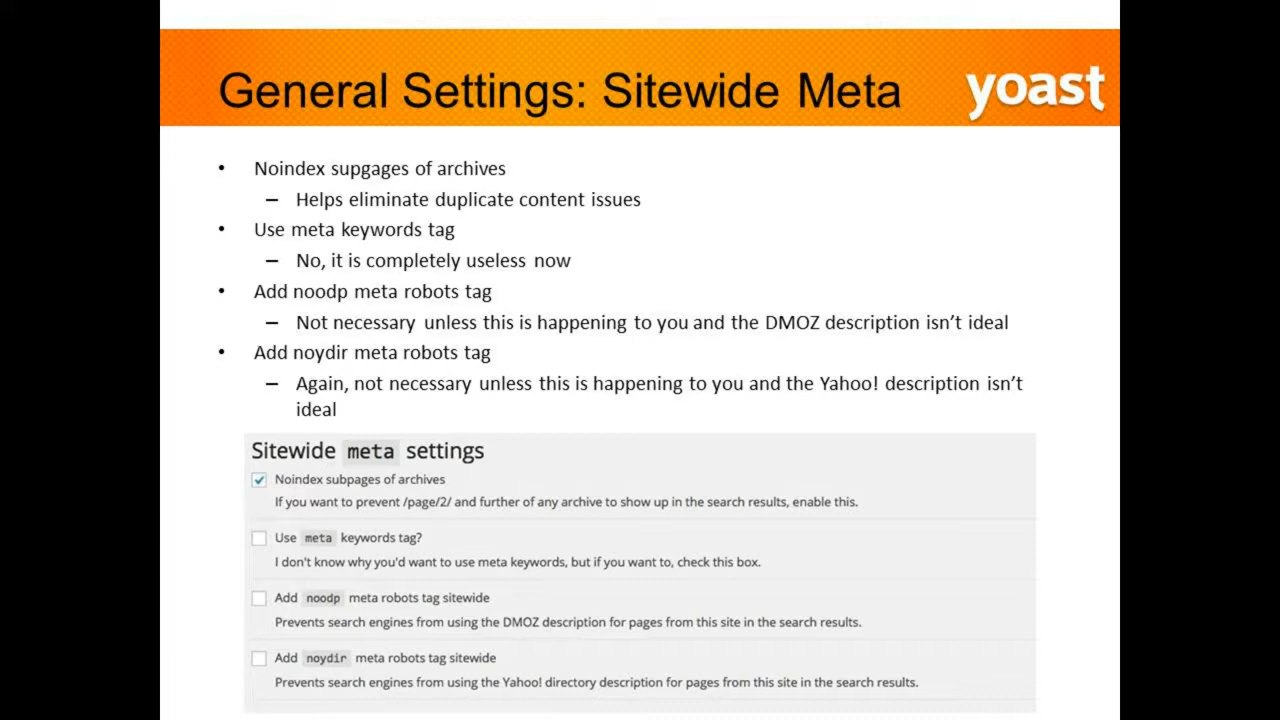 General Settings: Sitewide Meta
yoast
• Noindex supgages of archives
– Helps eliminate duplicate content issues
• Use meta keywords tag
– No, it is completely useless now
• Add noodp meta robots tag
– Not necessary unless this is happening to you and the DMOZ description isn't ideal
• Add noydir meta robots tag
– Again, not necessary unless this is happening to you and the Yahoo! description isn't
ideal
Sitewide meta settings
Noindex subpages of archives
If you want to prevent /page/2/ and further of any archive to show up in the search results, enable this.
Use meta keywords tag?
I don't know why you'd want to use meta keywords, but if you want to, check this box.
Add noodp meta robots tag sitewide
Prevents search engines from using the DMOZ description for pages from this site in the search results.
Add noydir meta robots tag sitewide
Prevents search engines from using the Yahoo! directory description for pages from this site in the search results.